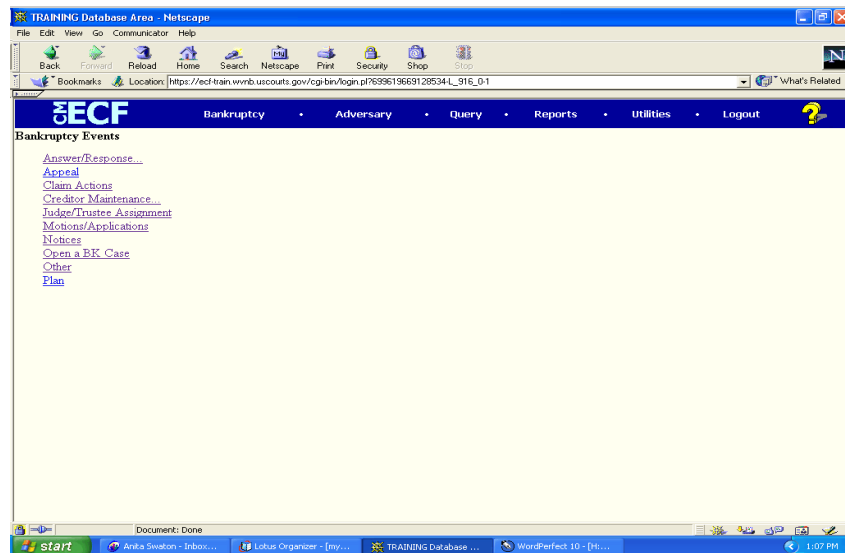 TRAINING Database Area - Netscape
File Edit View Go Communicator Help
Back Forward Reload Home Search Netscape Print Security Shop Stop
Bookmarks Location: https://ecf-train.wvnb.uscourts.gov/cgi-bin/login.pl?699619669128534-L_916_0-1 What's Related
CM ECF Bankruptcy • Adversary • Query • Reports • Utilities • Logout ?
Bankruptcy Events
Answer/Response...
Appeal
Claim Actions
Creditor Maintenance...
Judge/Trustee Assignment
Motions/Applications
Notices
Open a BK Case
Other
Plan
Document: Done
start Anita Swaton - Inbox... Lotus Organizer - [my... TRAINING Database ... WordPerfect 10 - [H:... 1:07 PM